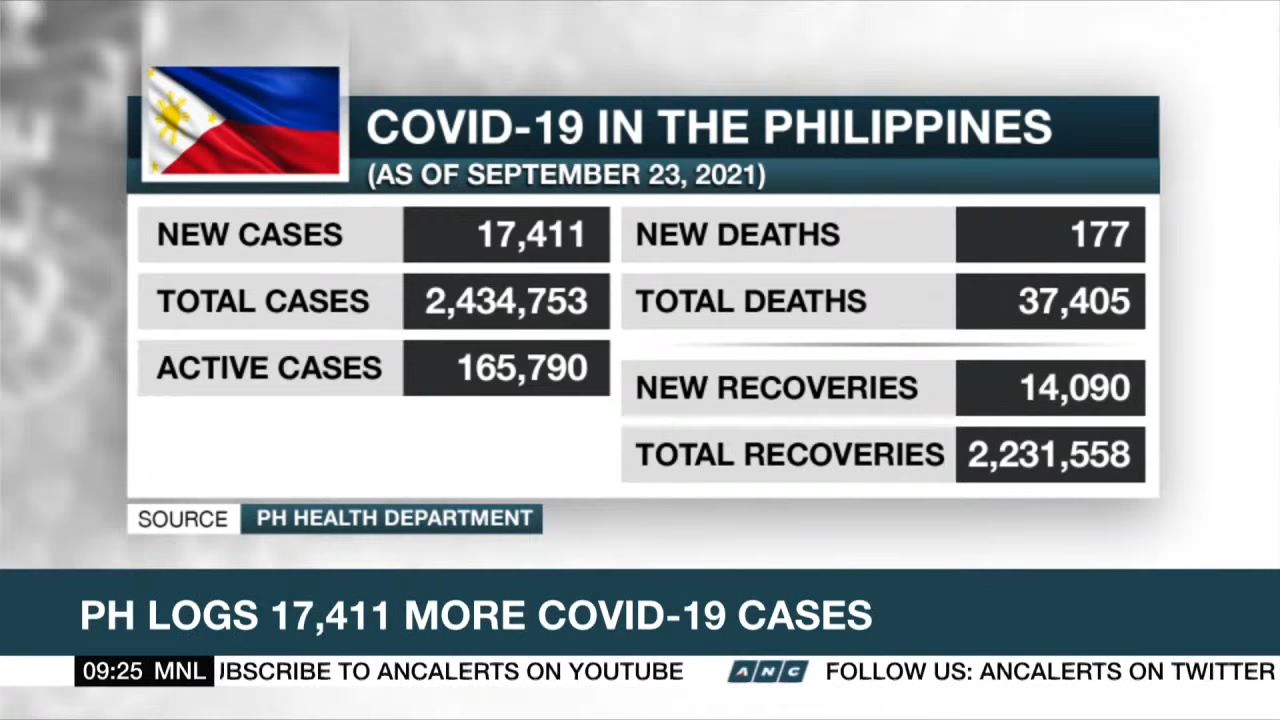 COVID-19 IN THE PHILIPPINES
(AS OF SEPTEMBER 23, 2021)
NEW CASES 17,411
TOTAL CASES 2,434,753
ACTIVE CASES 165,790
NEW DEATHS 177
TOTAL DEATHS 37,405
NEW RECOVERIES 14,090
TOTAL RECOVERIES 2,231,558
SOURCE PH HEALTH DEPARTMENT
PH LOGS 17,411 MORE COVID-19 CASES
09:25 MNL UBSCRIBE TO ANCALERTS ON YOUTUBE ANC FOLLOW US: ANCALERTS ON TWITTER